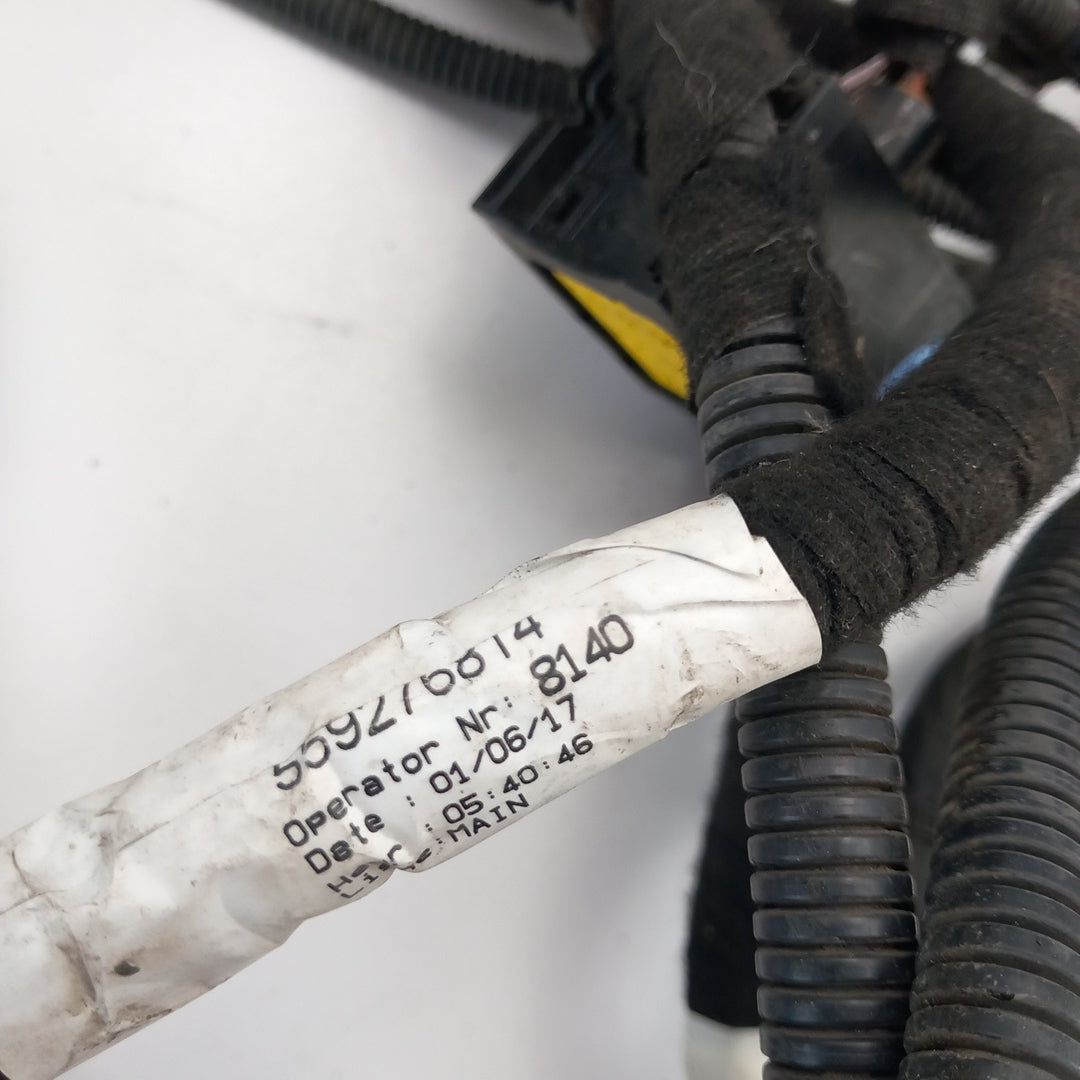 Operator Nr: 8140
Date : 01/06/17
: 05:40:46
:MAIN